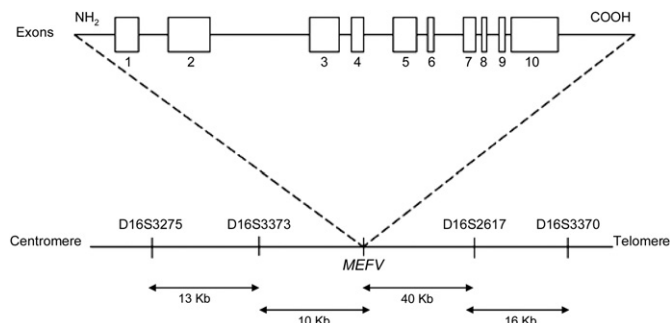 NH2 COOH
Exons
1 2 3 4 5 6 7 8 9 10
D16S3275 D16S3373 D16S2617 D16S3370
Centromere Telomere
MEFV
13 Kb 40 Kb
10 Kb 16 Kb